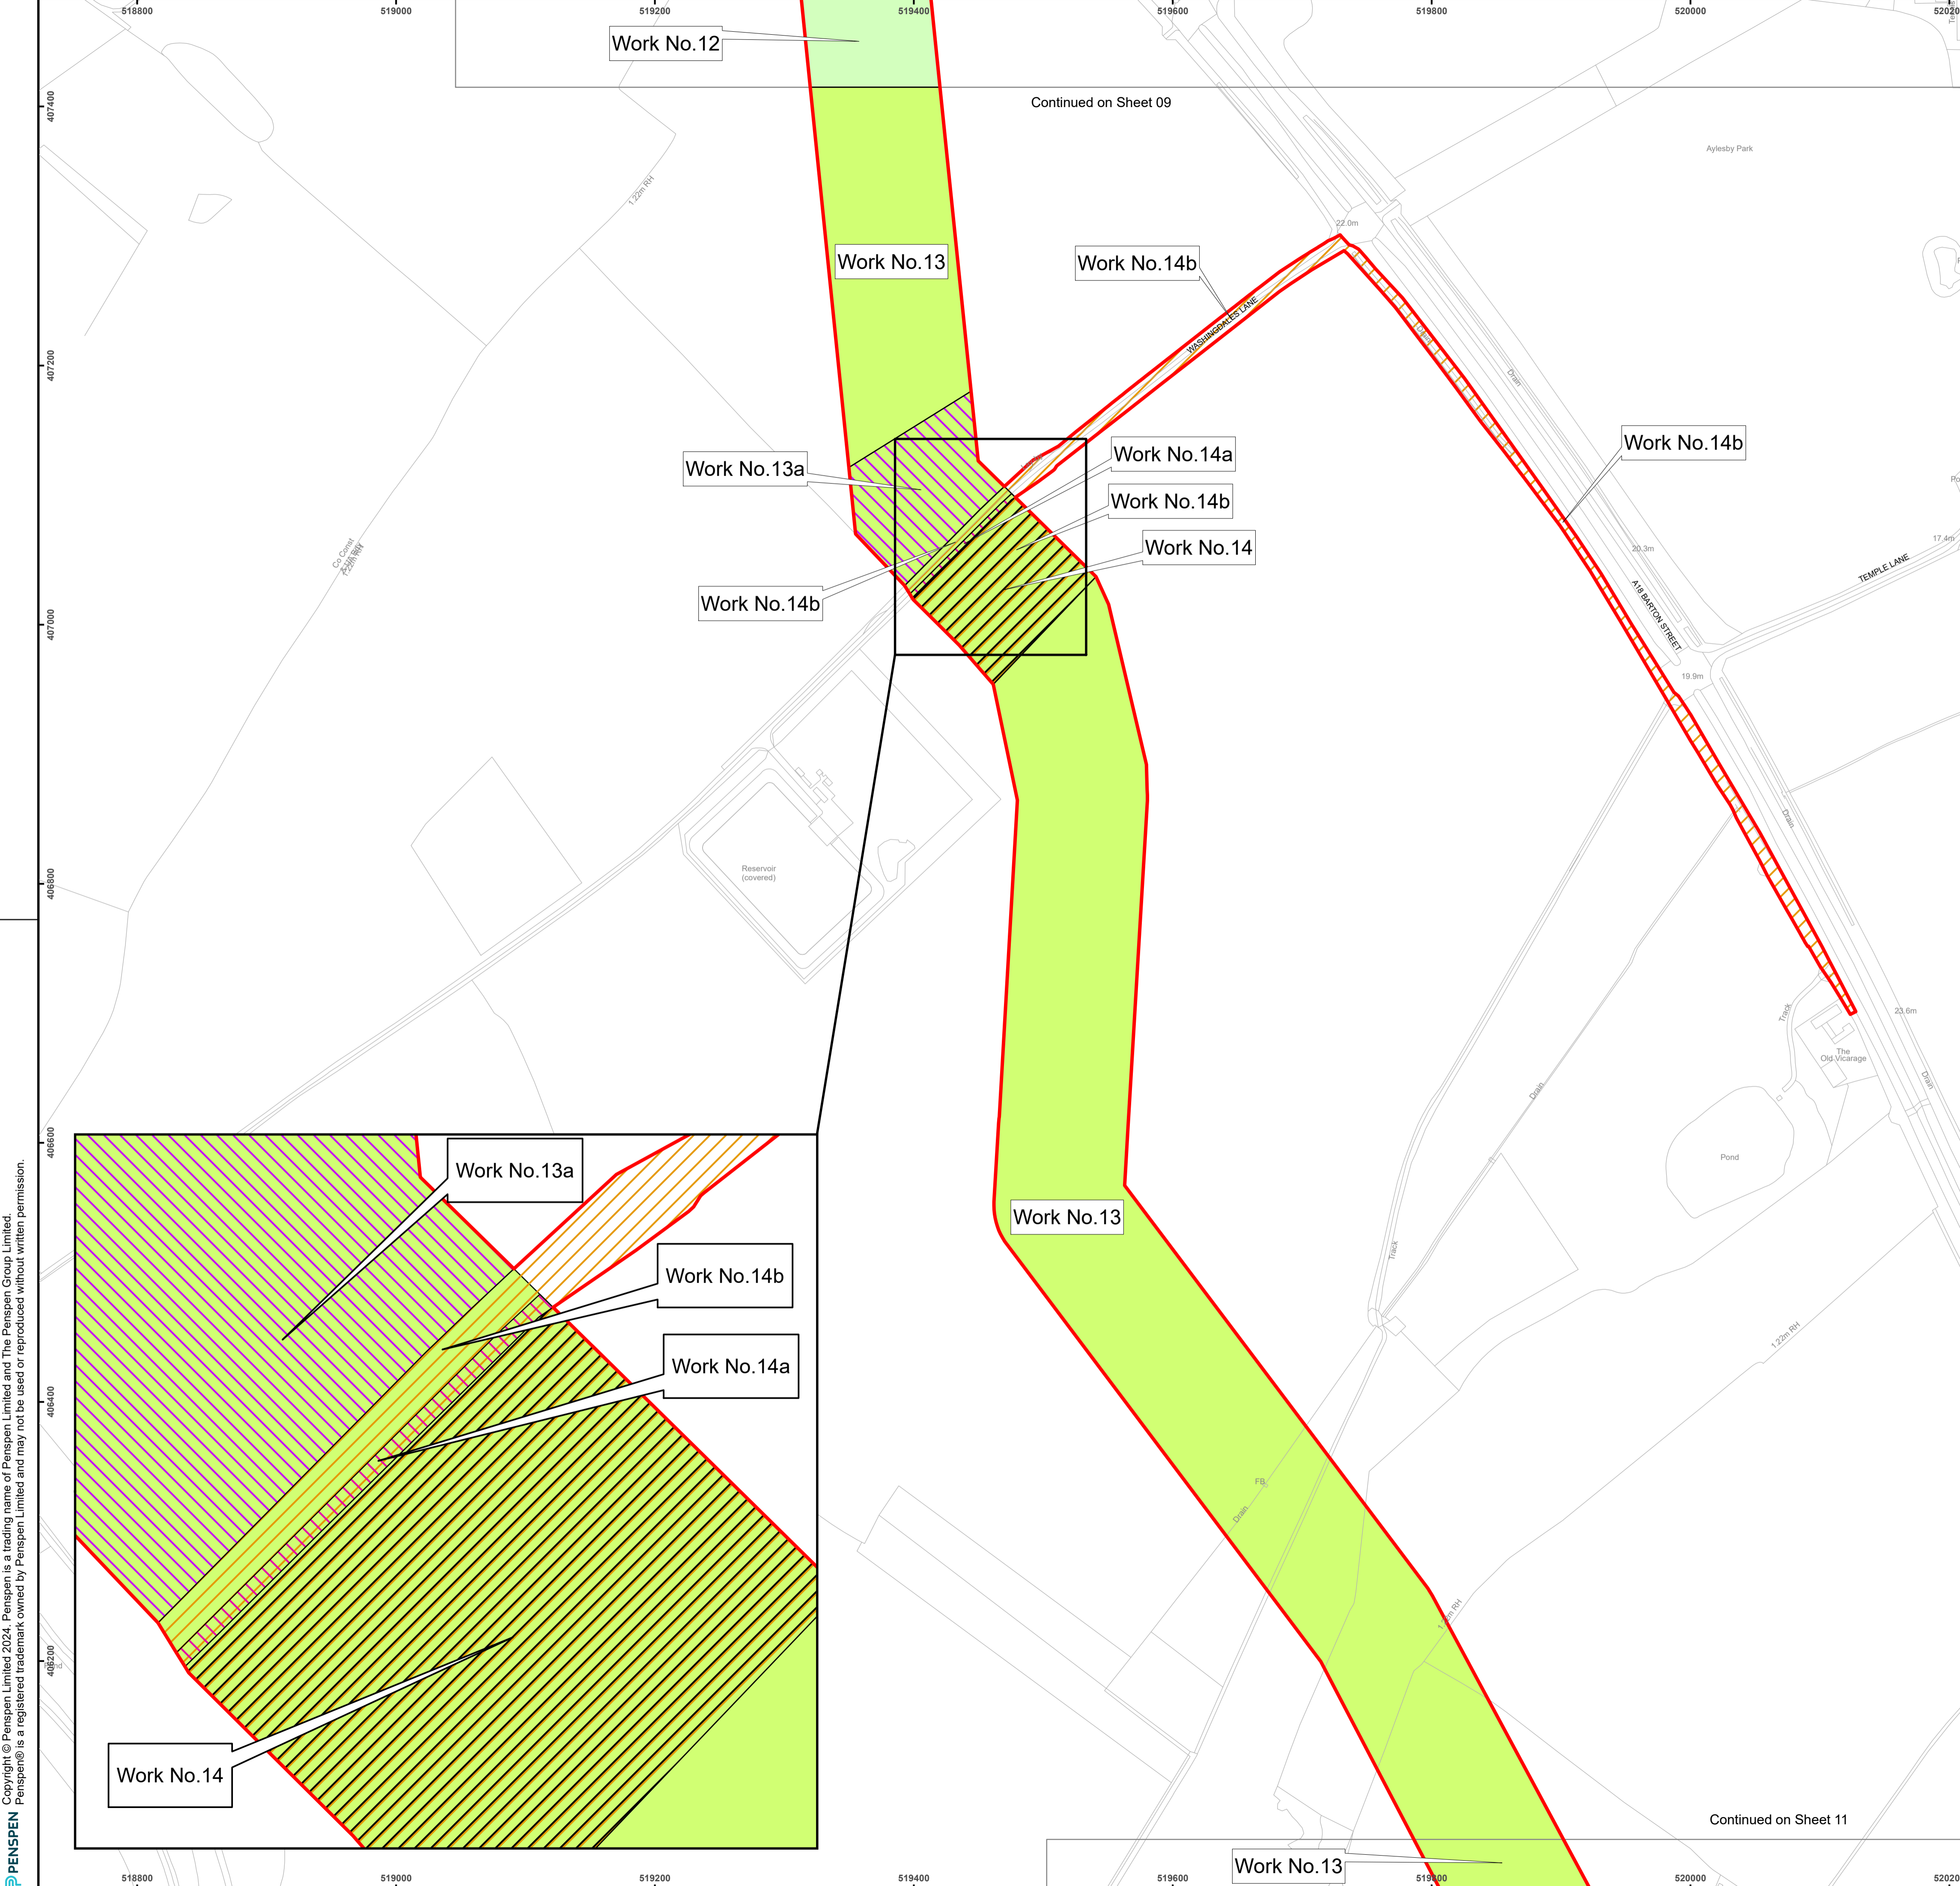 518800
519000
519200
519400
519600
519800
520000
Work No.12
407400
Continued on Sheet 09
Aylesby Park
1.22m RH
22.0m
Work No.13
Work No.14b
WASHINGDALES LANE
407200
Drain
Drain
Work No.14b
Work No.14a
Work No.13a
Work No.14b
Work No.14
17.4m
Co Const
1.22m RH
20.3m
TEMPLE LANE
Work No.14b
A18 BARTON STREET
407000
19.9m
Drain
Reservoir
(covered)
406800
Track
23.6m
The
Old Vicarage
Drain
Drain
406600
Pond
Work No.13a
Work No.13
Track
Work No.14b
1.22m RH
Work No.14a
406400
FB
Drain
1.22m RH
406200
Work No.14
Continued on Sheet 11
Work No.13
518800
519000
519200
519400
519600
519800
520000
PENSPEN
Copyright © Penspen Limited 2024. Penspen is a trading name of Penspen Limited and The Penspen Group Limited.
Penspen® is a registered trademark owned by Penspen Limited and may not be used or reproduced without written permission.